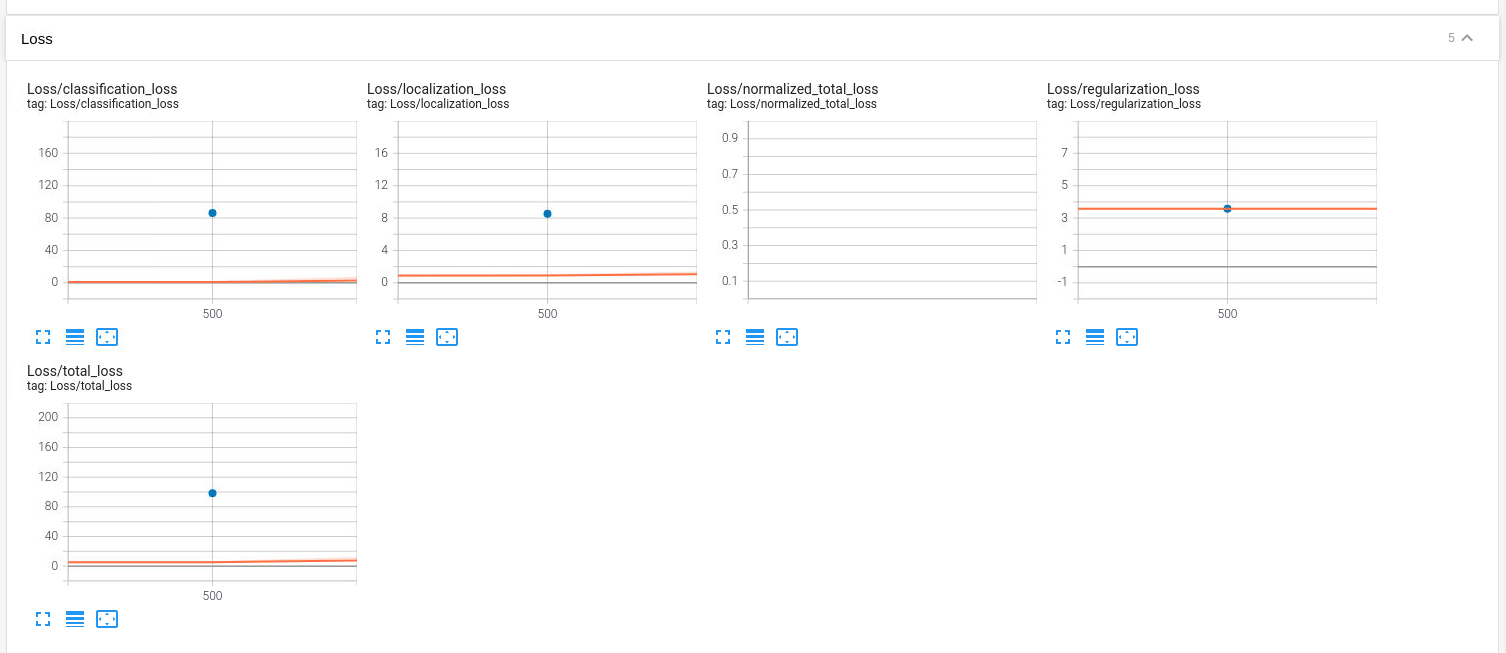 Loss
5
Loss/classification_loss
tag: Loss/classification_loss
160
120
80
40
0
500
Loss/localization_loss
tag: Loss/localization_loss
16
12
8
4
0
500
Loss/normalized_total_loss
tag: Loss/normalized_total_loss
0.9
0.7
0.5
0.3
0.1
Loss/regularization_loss
tag: Loss/regularization_loss
7
5
3
1
-1
500
Loss/total_loss
tag: Loss/total_loss
200
160
120
80
40
0
500